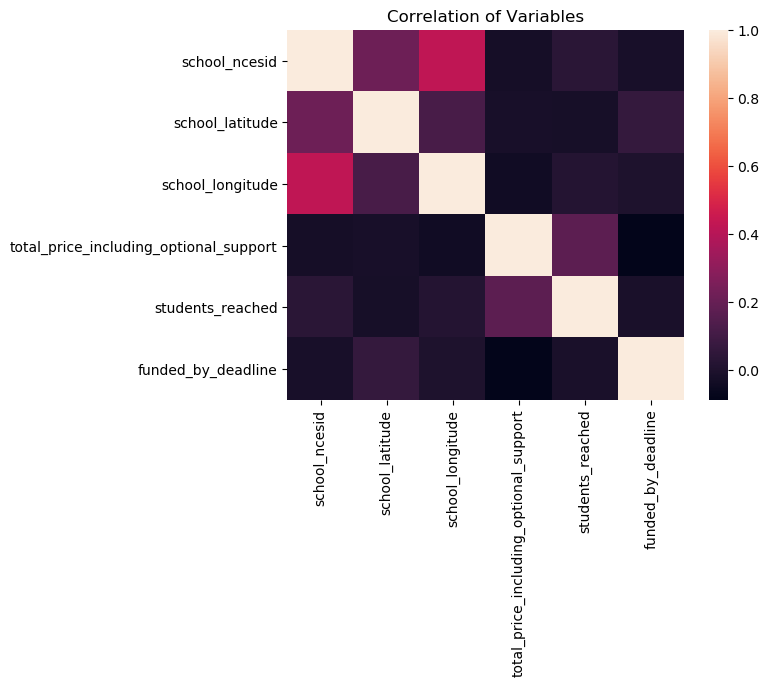 Correlation of Variables
school_ncesid
school_latitude
school_longitude
total_price_including_optional_support
students_reached
funded_by_deadline
1.0
0.8
0.6
0.4
0.2
0.0
school_ncesid
school_latitude
school_longitude
total_price_including_optional_support
students_reached
funded_by_deadline